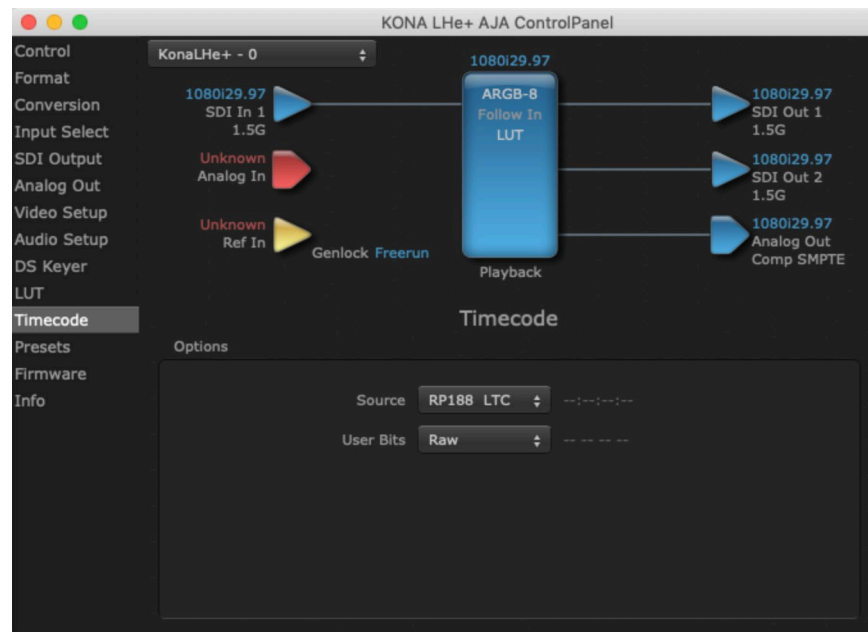 KONA LHe+ AJA ControlPanel
Control
Format
Conversion
Input Select
SDI Output
Analog Out
Video Setup
Audio Setup
DS Keyer
LUT
Timecode
Presets
Firmware
Info
KonaLHe+ - 0
1080i29.97
SDI In 1
1.5G
Unknown
Analog In
Unknown
Ref In
Genlock Freerun
1080i29.97
ARGB-8
Follow In
LUT
Playback
1080i29.97
SDI Out 1
1.5G
1080i29.97
SDI Out 2
1.5G
1080i29.97
Analog Out
Comp SMPTE
Timecode
Options
Source RP188 LTC --:--:--:--
User Bits Raw -- -- -- --